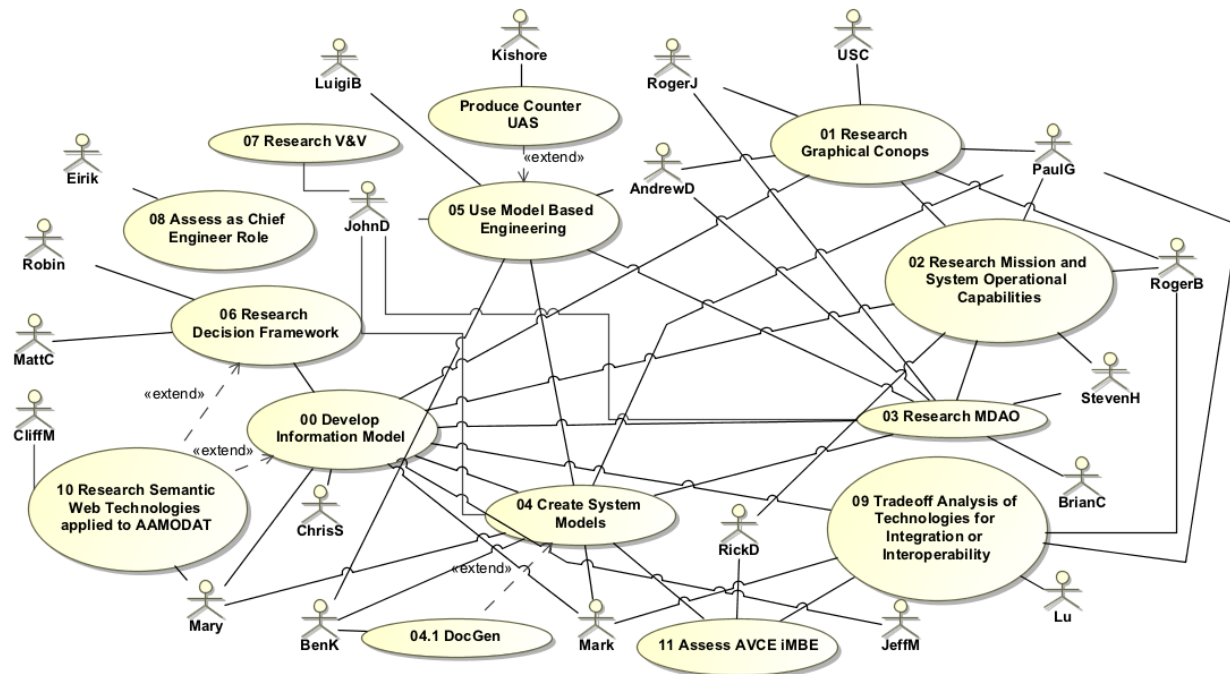 Kishore
USC
LuigiB
RogerJ
Produce Counter
UAS
07 Research V&V
«extend»
01 Research
Graphical Conops
Eirik
AndrewD
PaulG
JohnD
05 Use Model Based
Engineering
08 Assess as Chief
Engineer Role
Robin
02 Research Mission and
System Operational
Capabilities
RogerB
06 Research
Decision Framework
MattC
«extend»
StevenH
CliffM
00 Develop
Information Model
03 Research MDAO
«extend»
10 Research Semantic
Web Technologies
applied to AAMODAT
ChrisS
04 Create System
Models
RickD
09 Tradeoff Analysis of
Technologies for
Integration or
Interoperability
BrianC
«extend»
Mary
BenK
04.1 DocGen
Mark
11 Assess AVCE iMBE
JeffM
Lu